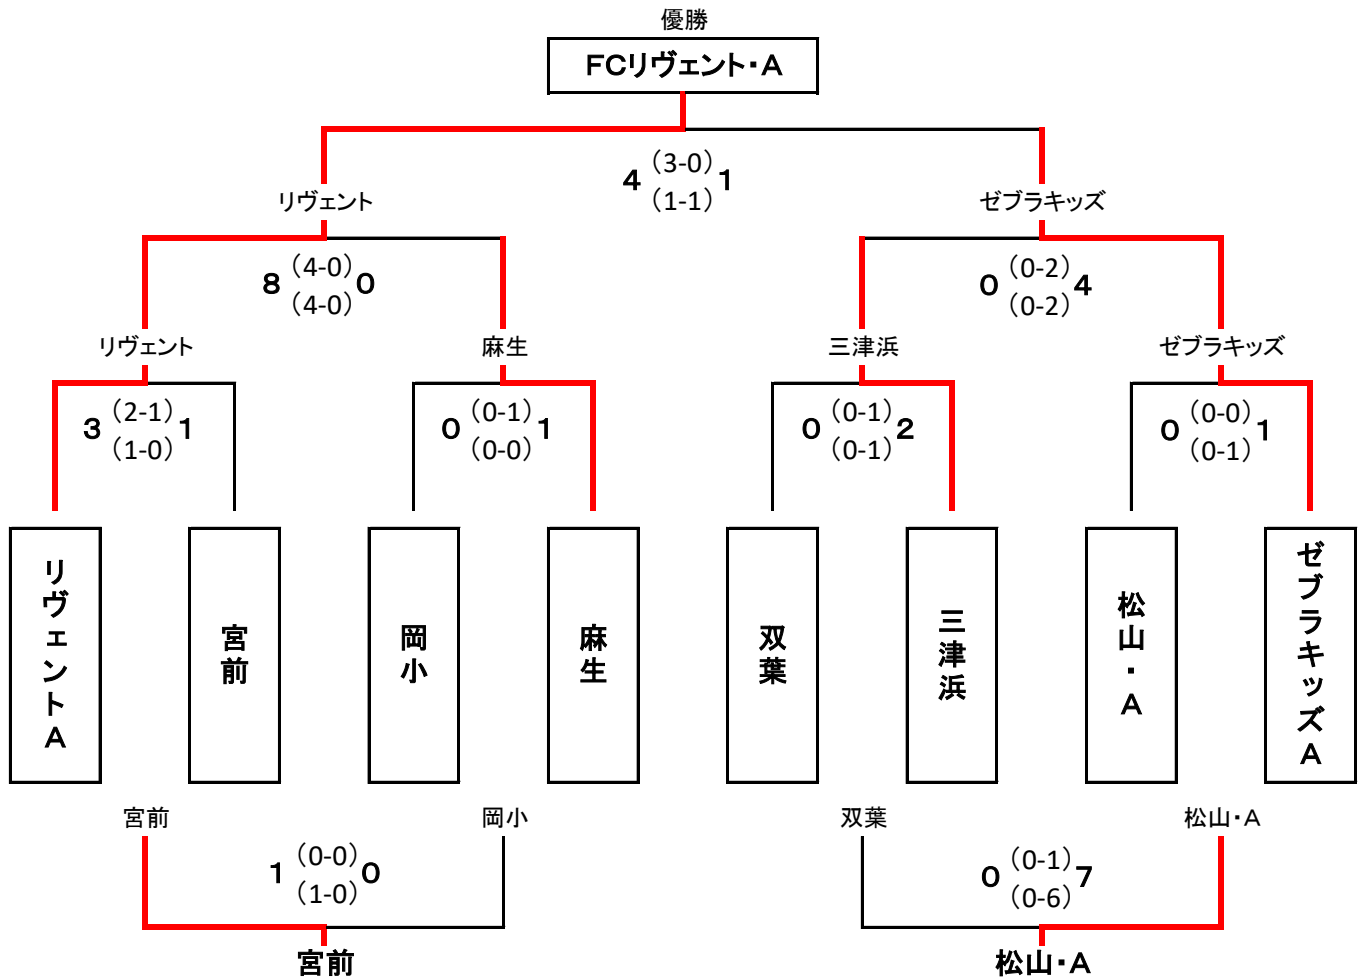 優勝
FCリヴェント・A
4 (3-0) 1
(1-1)
リヴェント
ゼブラキッズ
8 (4-0) 0
(4-0)
0 (0-2) 4
(0-2)
リヴェント
麻生
三津浜
ゼブラキッズ
3 (2-1) 1
(1-0)
0 (0-1) 1
(0-0)
0 (0-1) 2
(0-1)
0 (0-0) 1
(0-1)
リヴェントA
宮前
岡小
麻生
双葉
三津浜
松山・A
ゼブラキッズA
宮前
岡小
双葉
松山・A
1 (0-0) 0
(1-0)
0 (0-1) 7
(0-6)
宮前
松山・A